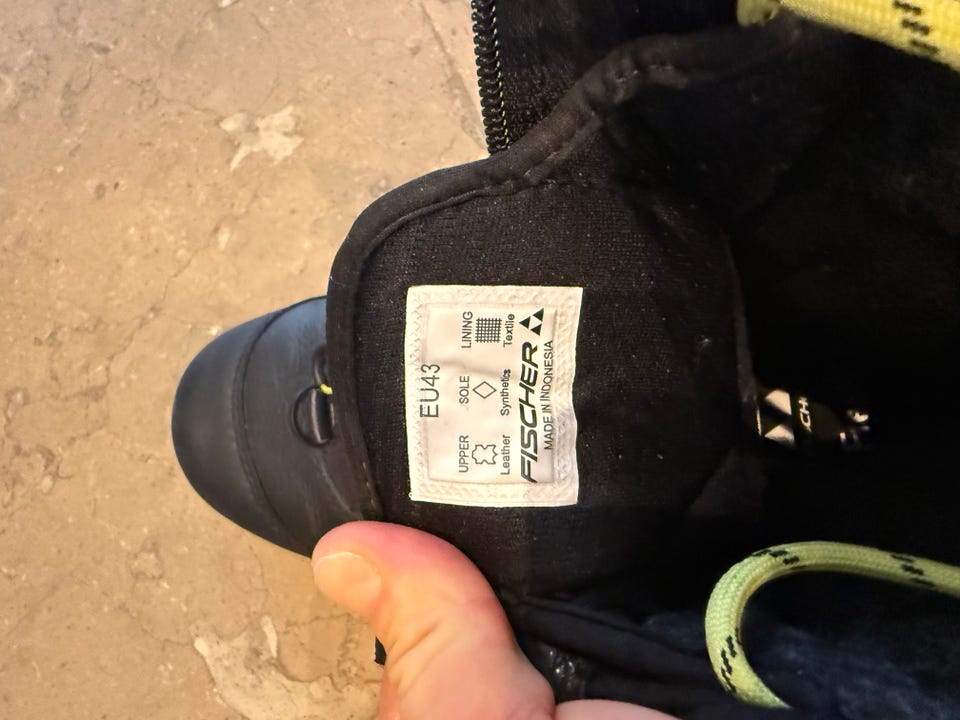 EU43
UPPER SOLE LINING
Leather Synthetics Textile
FISCHER
MADE IN INDONESIA